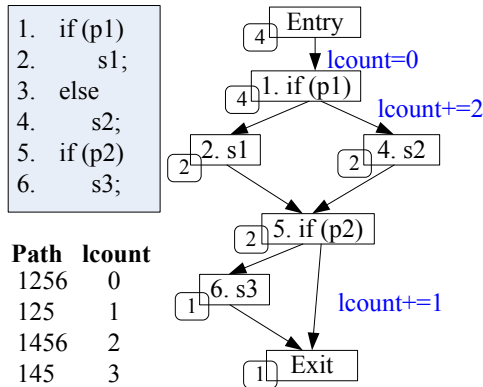 1. if (p1)
2. s1;
3. else
4. s2;
5. if (p2)
6. s3;
Path lcount
1256 0
125 1
1456 2
145 3
Entry
4
lcount=0
1. if (p1)
4
lcount+=2
2. s1
2
4. s2
2
5. if (p2)
2
6. s3
1
lcount+=1
Exit
1